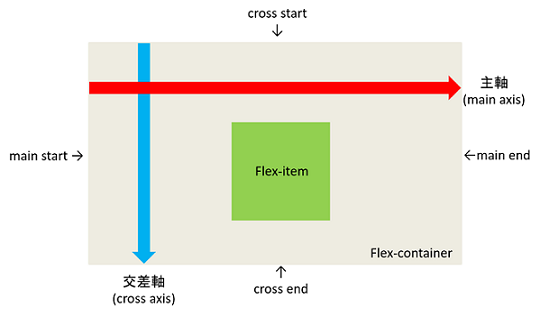 cross start
↓
主軸
(main axis)
main start →
←main end
Flex-item
Flex-container
交差軸
(cross axis)
↑
cross end